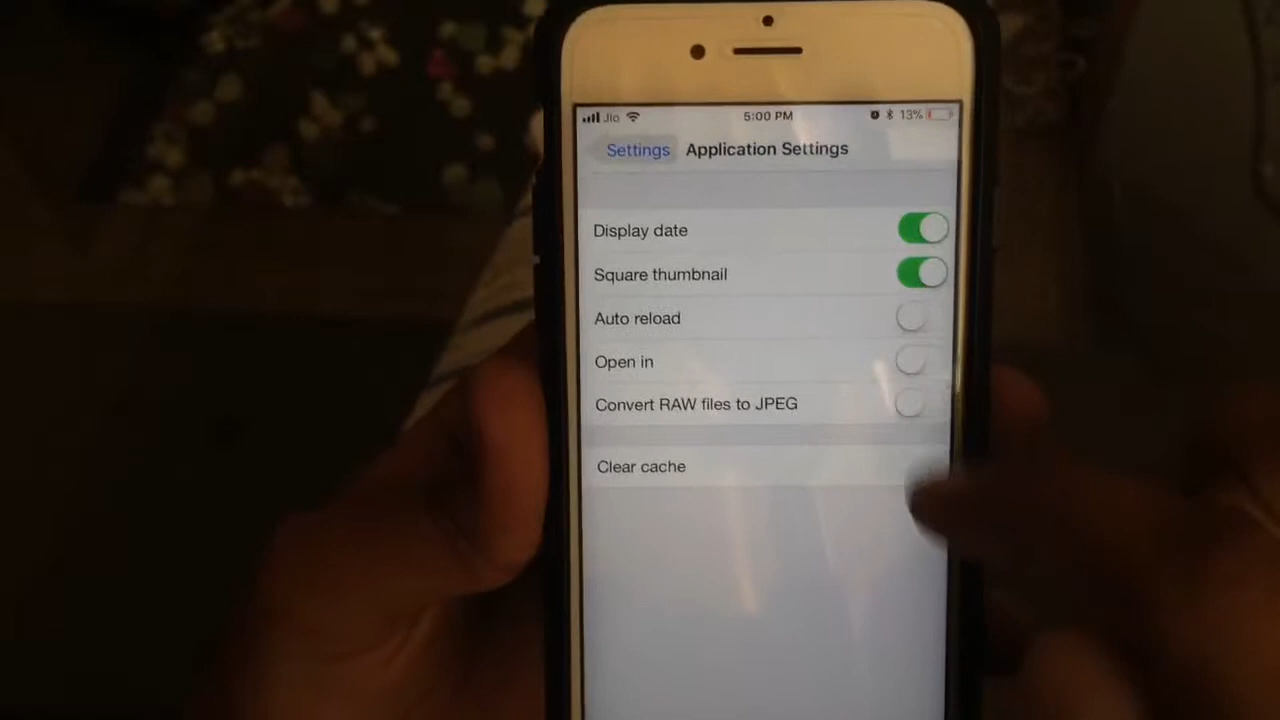 Jio 5:00 PM 13%
Settings Application Settings
Display date
Square thumbnail
Auto reload
Open in
Convert RAW files to JPEG
Clear cache